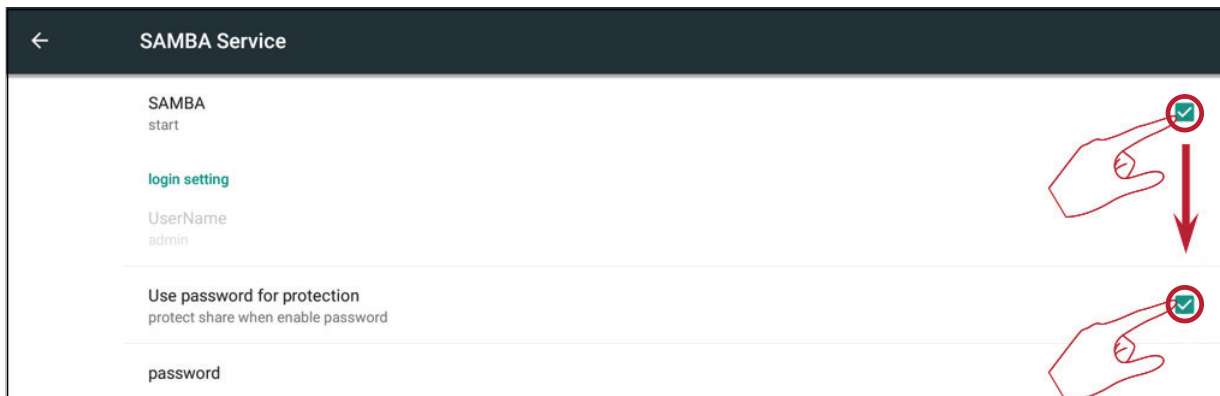 SAMBA Service
SAMBA
start
login setting
UserName
admin
Use password for protection
protect share when enable password
password